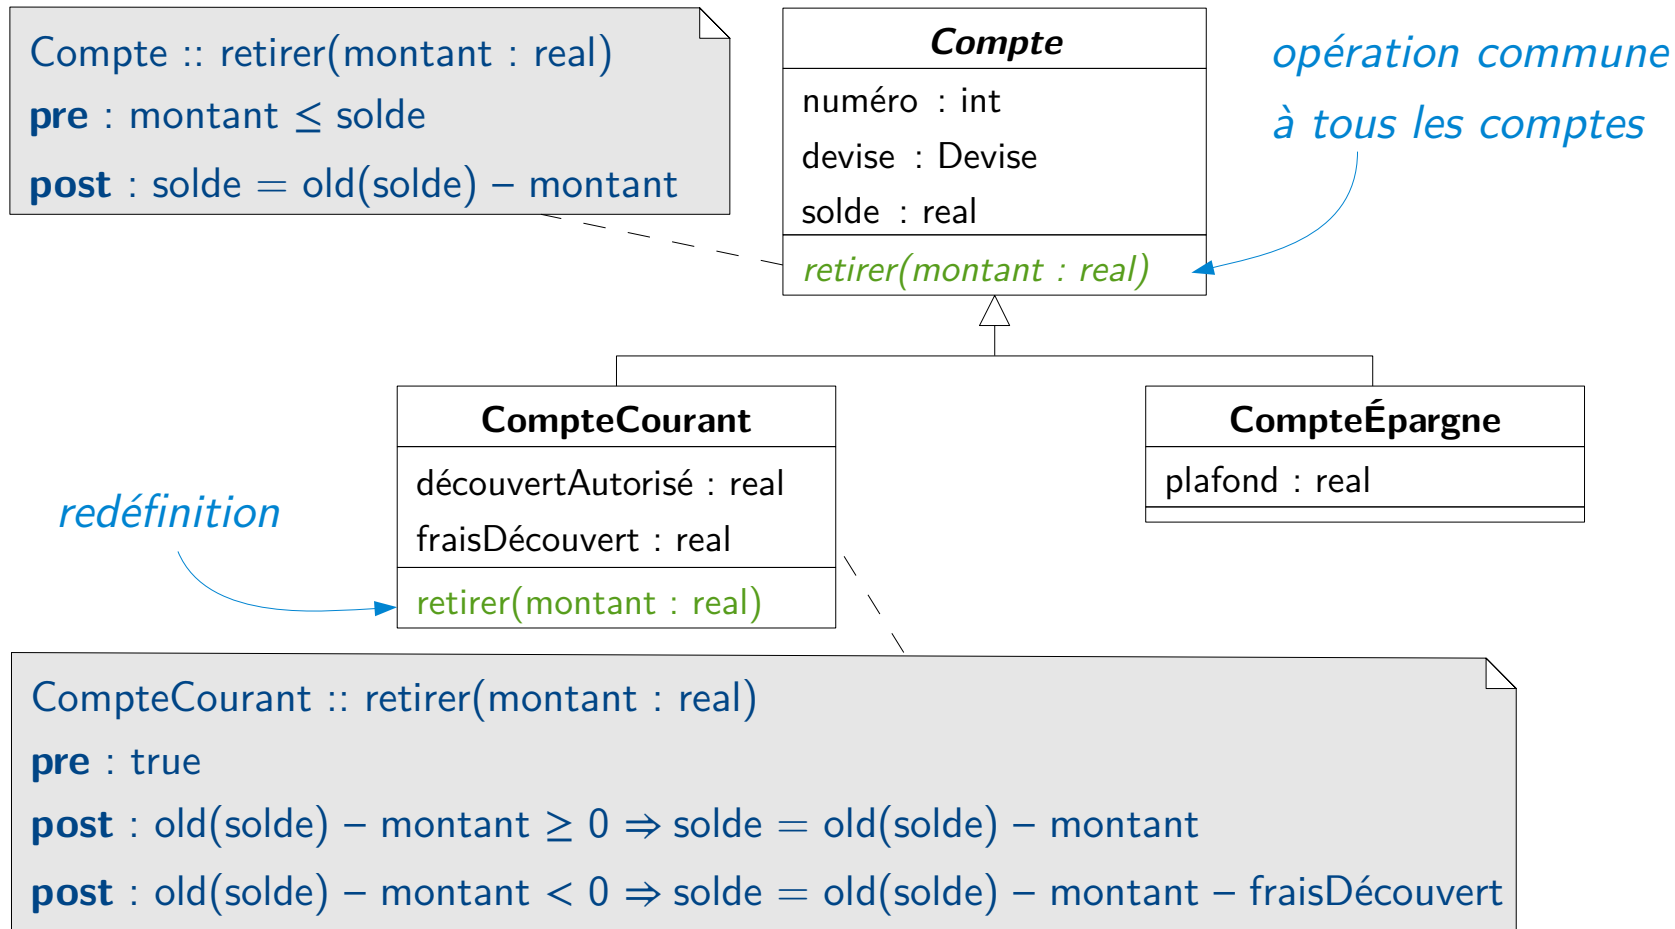 Compte :: retirer(montant : real)
pre : montant ≤ solde
post : solde = old(solde) – montant
Compte
numéro : int
devise : Devise
solde : real
retirer(montant : real)
opération commune
à tous les comptes
CompteCourant
découvertAutorisé : real
fraisDécouvert : real
retirer(montant : real)
CompteÉpargne
plafond : real
redéfinition
CompteCourant :: retirer(montant : real)
pre : true
post : old(solde) – montant ≥ 0 ⇒ solde = old(solde) – montant
post : old(solde) – montant < 0 ⇒ solde = old(solde) – montant – fraisDécouvert